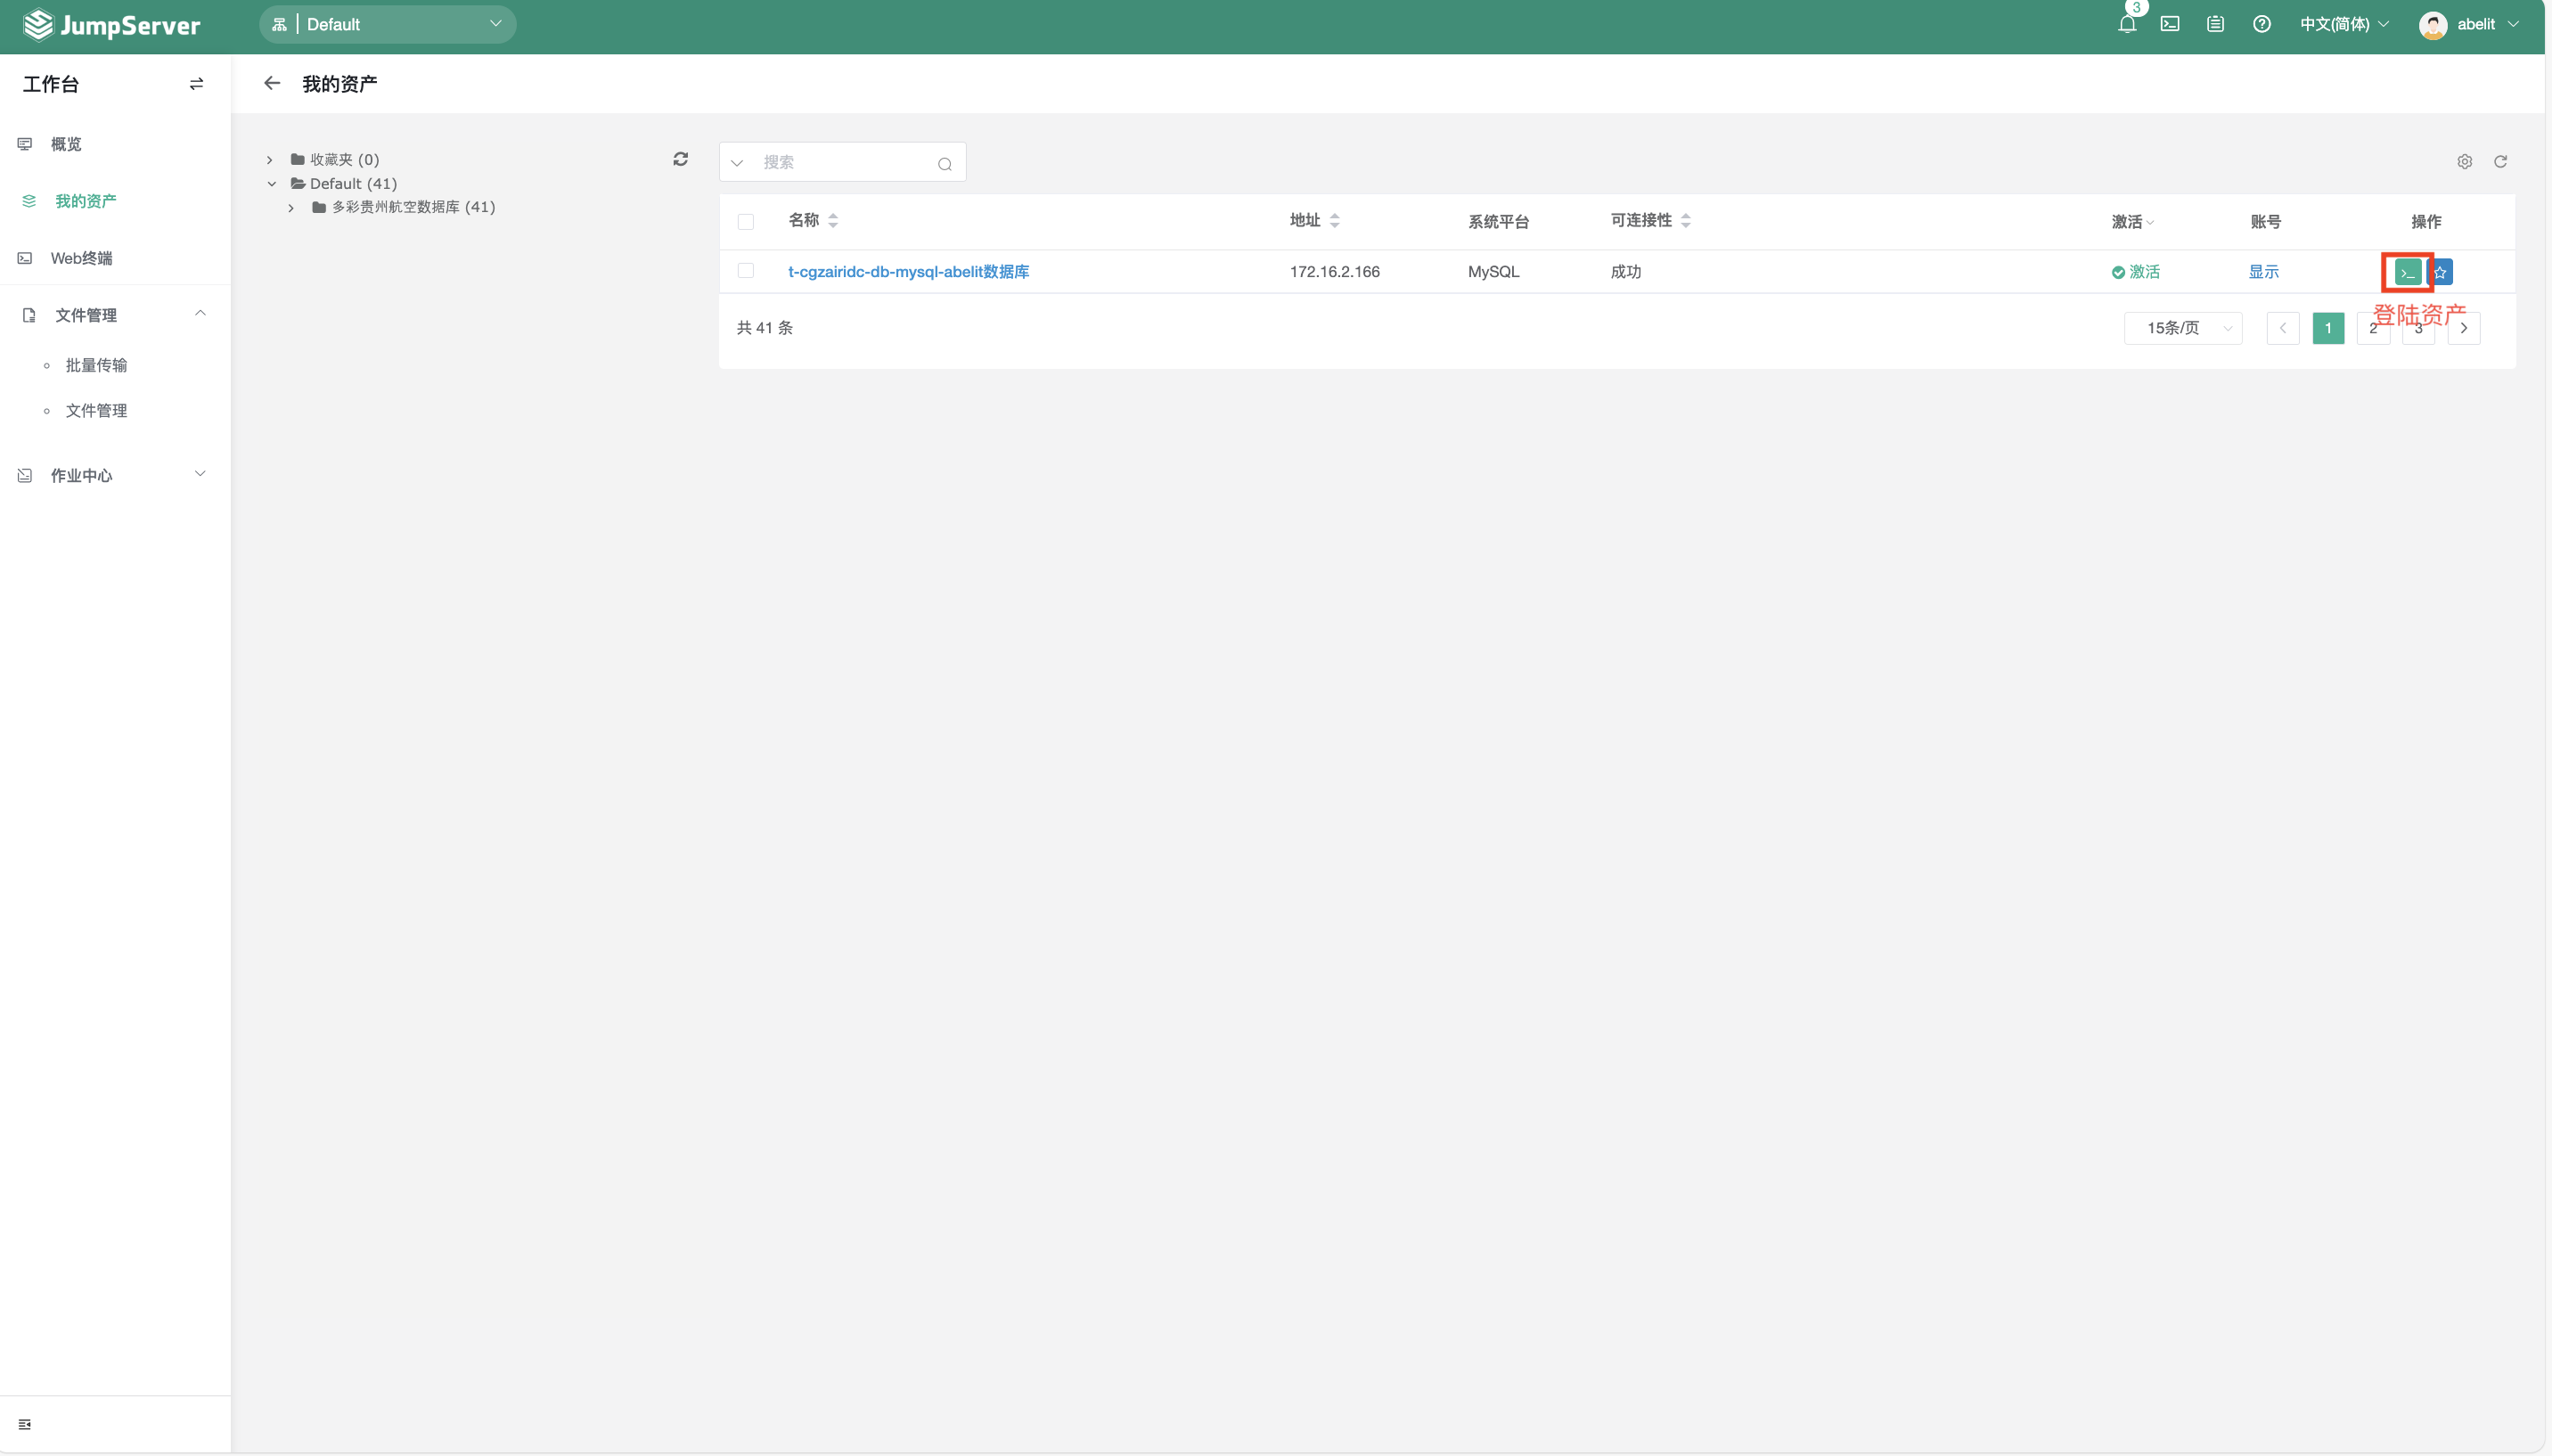 JumpServer
Default
3
中文(简体)
abelit
工作台
我的资产
概览
我的资产
Web终端
文件管理
批量传输
文件管理
作业中心
收藏夹 (0)
Default (41)
多彩贵州航空数据库 (41)
搜索
名称 地址 系统平台 可连接性 激活 账号 操作
t-cgzairidc-db-mysql-abelit数据库 172.16.2.166 MySQL 成功 激活 显示
登陆资产
共 41 条
15条/页
1 2 3